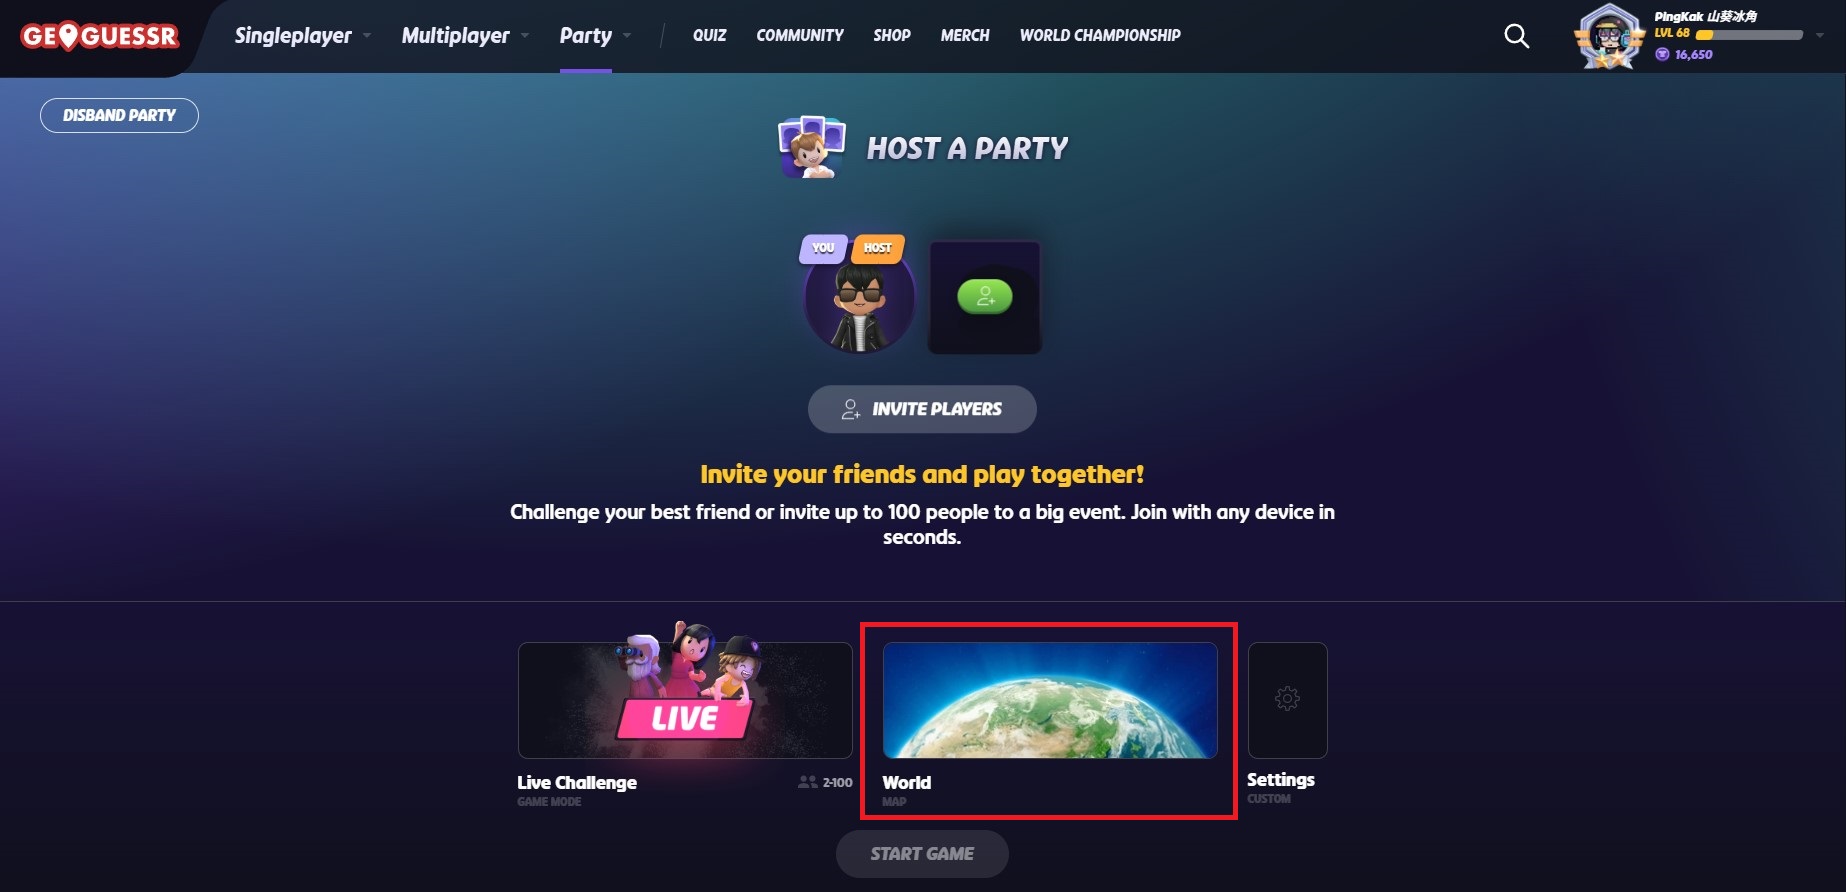 GEOGUESSR
Singleplayer
Multiplayer
Party
QUIZ
COMMUNITY
SHOP
MERCH
WORLD CHAMPIONSHIP
PingKak 山葵冰角
LVL 68
16,650
DISBAND PARTY
HOST A PARTY
YOU
HOST
INVITE PLAYERS
Invite your friends and play together!
Challenge your best friend or invite up to 100 people to a big event. Join with any device in
seconds.
LIVE
Live Challenge
2-100
GAME MODE
World
MAP
Settings
CUSTOM
START GAME